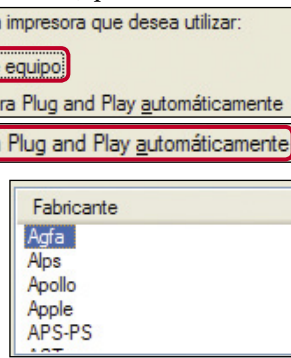 impresora que desea utilizar:
equipo
Plug and Play automáticamente
Plug and Play automáticamente
Fabricante
Agfa
Alps
Apollo
Apple
APS-PS